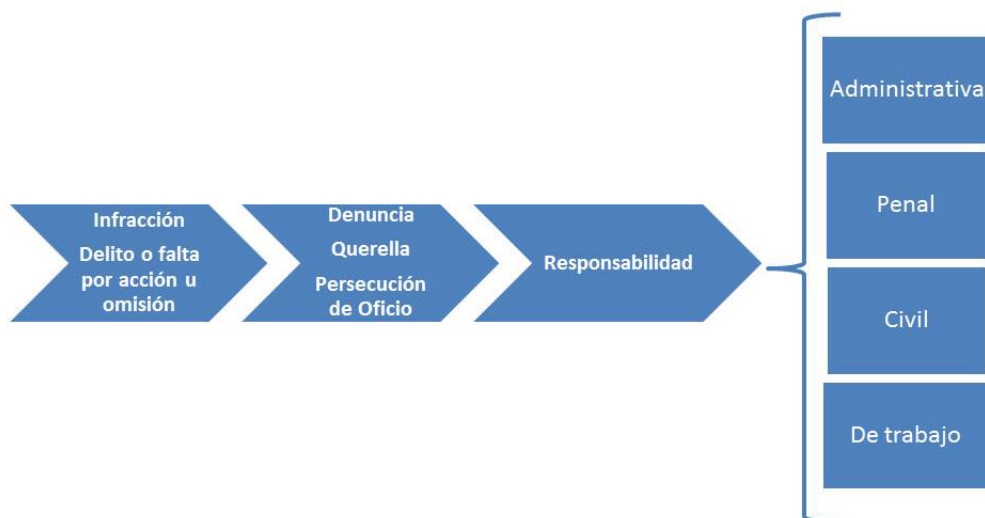 Infracción
Delito o falta
por acción u
omisión
Denuncia
Querella
Persecución
de Oficio
Responsabilidad
Administrativa
Penal
Civil
De trabajo